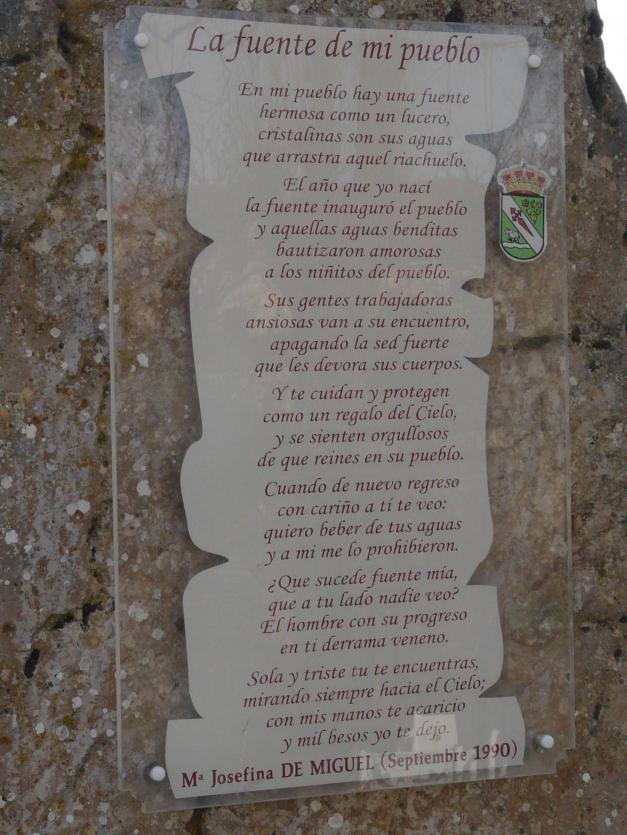 La fuente de mi pueblo
En mi pueblo hay una fuente
hermosa como un lucero,
cristalinas son sus aguas
que arrastra aquel riachuelo.
El año que yo nací
la fuente inauguró el pueblo
y aquellas aguas benditas
bautizaron amorosas
a los niñitos del pueblo.
Sus gentes trabajadoras
ansiosas van a su encuentro,
apagando la sed fuerte
que les devora sus cuerpos.
Y te cuidan y protegen
como un regalo del Cielo,
y se sienten orgullosos
de que reines en su pueblo.
Cuando de nuevo regreso
con cariño a tí te veo:
quiero beber de tus aguas
y a mi me lo prohibieron.
¿Que sucede fuente mía,
que a tu lado nadie veo?
El hombre con su progreso
en ti derrama veneno.
Sola y triste tu te encuentras,
mirando siempre hacia el Cielo;
con mis manos te acaricio
y mil besos yo te dejo.
Mª Josefina DE MIGUEL (Septiembre 1990)